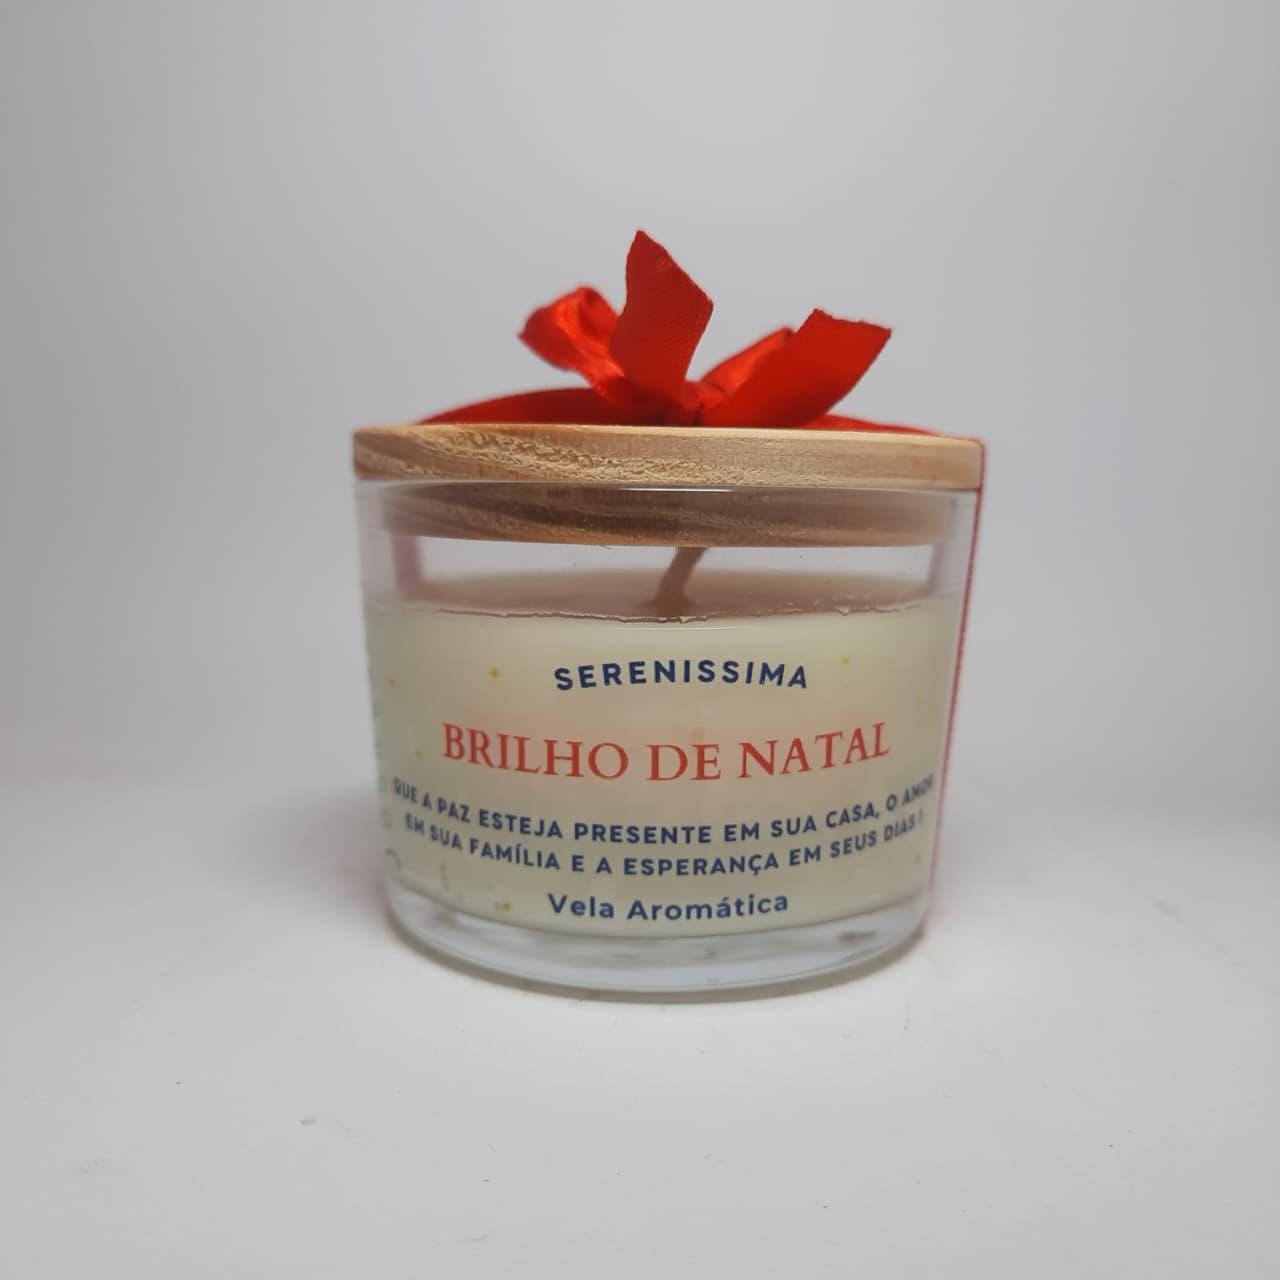 SERENISSIMA
BRILHO DE NATAL
QUE A PAZ ESTEJA PRESENTE EM SUA CASA, O AMOR
EM SUA FAMÍLIA E A ESPERANÇA EM SEUS DIAS !
Vela Aromática